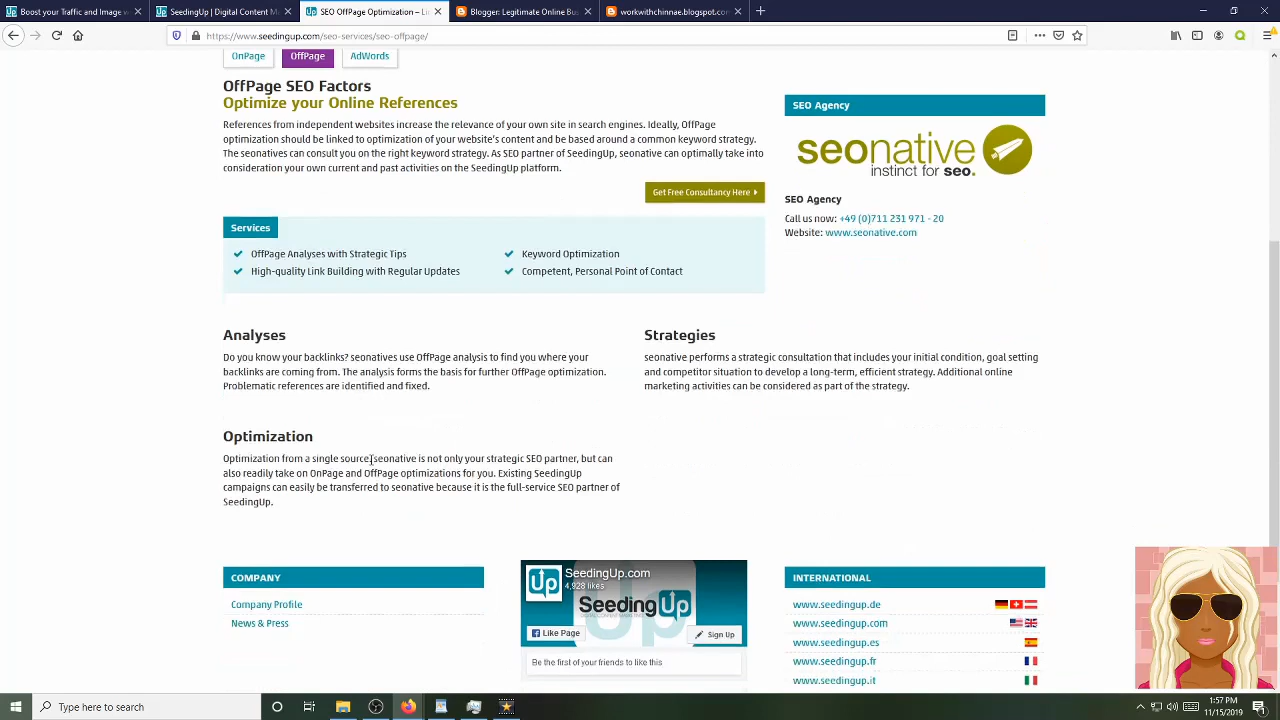 Boost your Traffic and Image w
SeedingUp | Digital Content Ma
SEO OffPage Optimization – Li
Blogger: Legitimate Online Bus
workwithchinnae.blogspot.com
https://www.seedingup.com/seo-services/seo-offpage/
OnPage
OffPage
AdWords
OffPage SEO Factors
Optimize your Online References
References from independent websites increase the relevance of your own site in search engines. Ideally, OffPage
optimization should be linked to optimization of your website's content and be based around a common keyword strategy.
The seonatives can consult you on the right keyword strategy. As SEO partner of SeedingUp, seonative can optimally take into
consideration your own current and past activities on the SeedingUp platform.
Get Free Consultancy Here
SEO Agency
seonative
instinct for seo.
SEO Agency
Call us now: +49 (0)711 231 971 - 20
Website: www.seonative.com
Services
OffPage Analyses with Strategic Tips
Keyword Optimization
High-quality Link Building with Regular Updates
Competent, Personal Point of Contact
Analyses
Do you know your backlinks? seonatives use OffPage analysis to find you where your
backlinks are coming from. The analysis forms the basis for further OffPage optimization.
Problematic references are identified and fixed.
Strategies
seonative performs a strategic consultation that includes your initial condition, goal setting
and competitor situation to develop a long-term, efficient strategy. Additional online
marketing activities can be considered as part of the strategy.
Optimization
Optimization from a single source seonative is not only your strategic SEO partner, but can
also readily take on OnPage and OffPage optimizations for you. Existing SeedingUp
campaigns can easily be transferred to seonative because it is the full-service SEO partner of
SeedingUp.
COMPANY
Company Profile
News & Press
Up
SeedingUp.com
4,928 likes
SeedingUp
Like Page
Sign Up
Be the first of your friends to like this
INTERNATIONAL
www.seedingup.de
www.seedingup.com
www.seedingup.es
www.seedingup.fr
www.seedingup.it
Type here to search
1:57 PM
11/15/2019